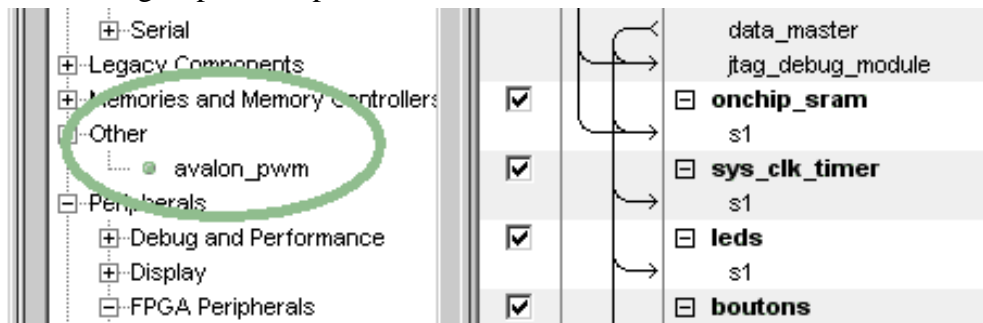 Serial
Legacy Components
Memories and Memory Controllers
Other
avalon_pwm
Peripherals
Debug and Performance
Display
FPGA Peripherals
data_master
jtag_debug_module
onchip_sram
s1
sys_clk_timer
s1
leds
s1
boutons